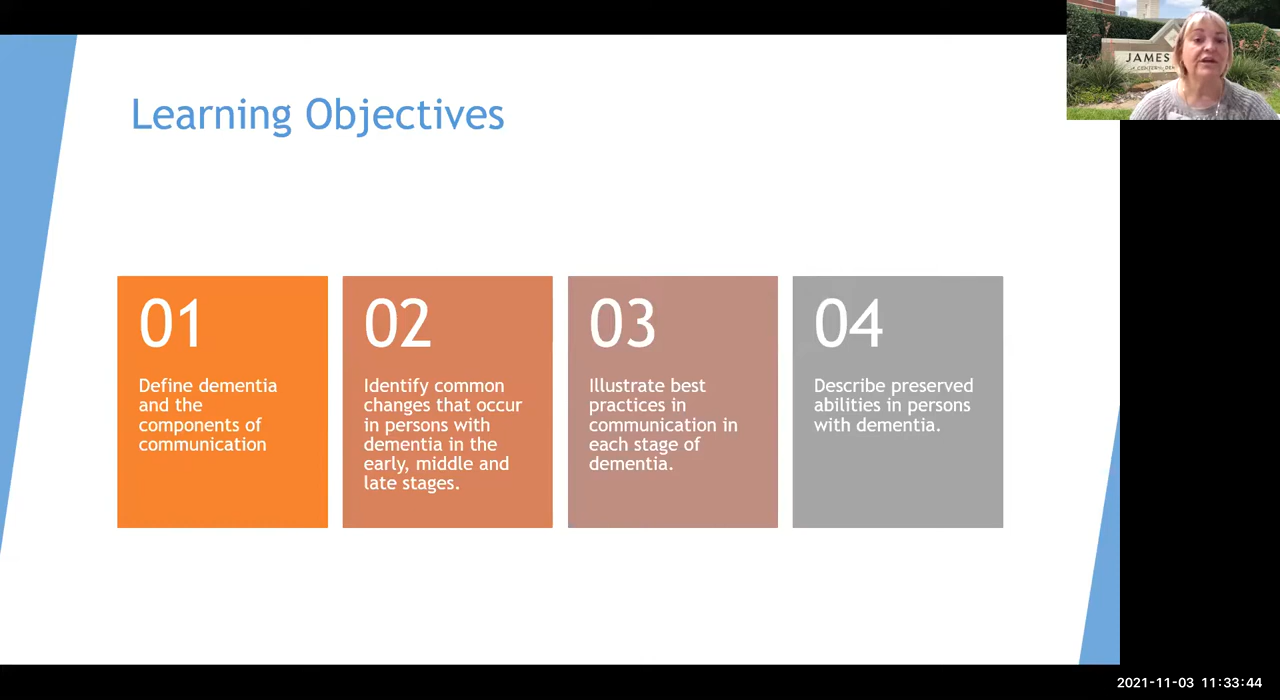 Learning Objectives
01
Define dementia
and the
components of
communication
02
Identify common
changes that occur
in persons with
dementia in the
early, middle and
late stages.
03
Illustrate best
practices in
communication in
each stage of
dementia.
04
Describe preserved
abilities in persons
with dementia.
JAMES
2021-11-03 11:33:44